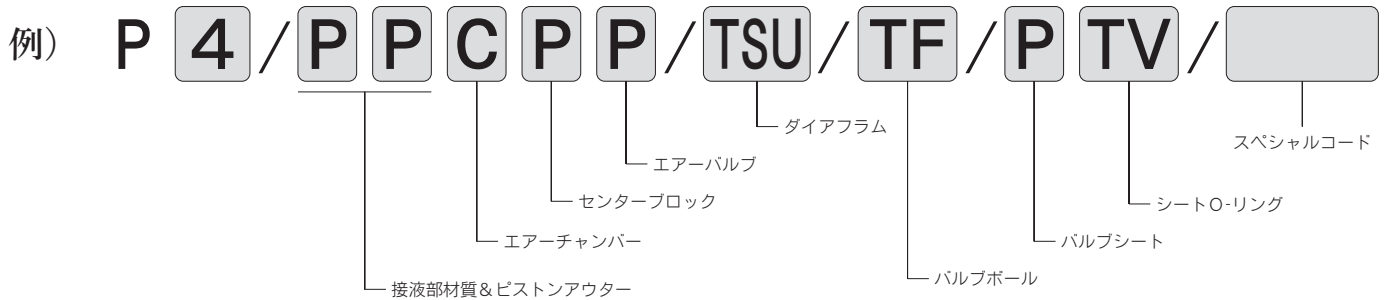 例） P 4 / P P C P P / TSU / TF / P TV /
ダイアフラム
スペシャルコード
エアーバルブ
センターブロック
シートO-リング
エアーチャンバー
バルブシート
バルブボール
接液部材質＆ピストンアウター